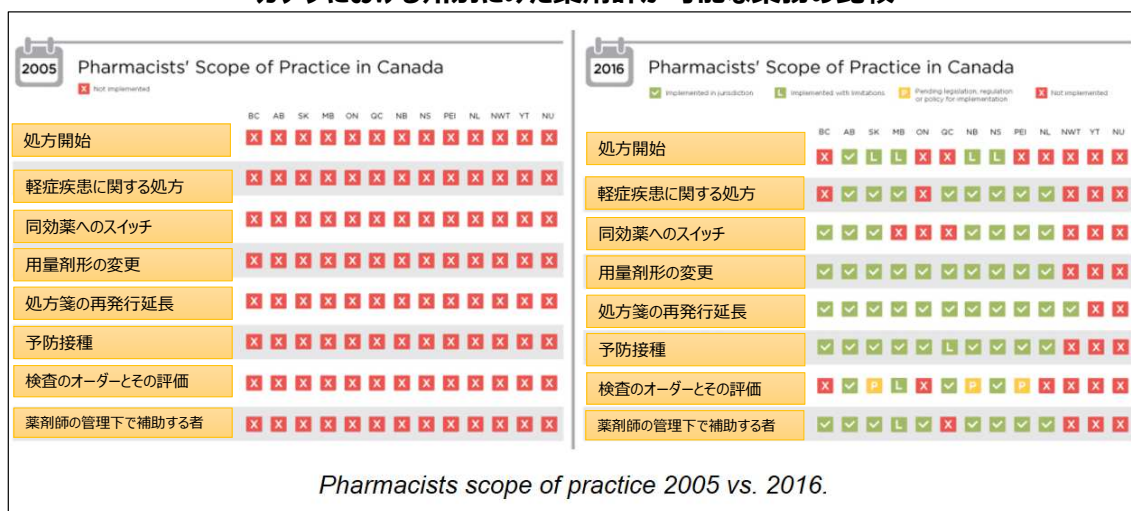 2005 Pharmacists' Scope of Practice in Canada
X Not implemented
BC AB SK MB ON QC NB NS PEI NL NWT YT NU
処方開始 X X X X X X X X X X X X X
軽症疾患に関する処方 X X X X X X X X X X X X X
同効薬へのスイッチ X X X X X X X X X X X X X
用量剤形の変更 X X X X X X X X X X X X X
処方箋の再発行延長 X X X X X X X X X X X X X
予防接種 X X X X X X X X X X X X X
検査のオーダーとその評価 X X X X X X X X X X X X X
薬剤師の管理下で補助する者 X X X X X X X X X X X X X
2016 Pharmacists' Scope of Practice in Canada
✓ Implemented in jurisdiction L Implemented with limitations P Pending legislation, regulation
or policy for implementation X Not implemented
BC AB SK MB ON QC NB NS PEI NL NWT YT NU
処方開始 X ✓ L L X X L L X X X X X
軽症疾患に関する処方 X ✓ ✓ ✓ X ✓ ✓ ✓ ✓ ✓ X X X
同効薬へのスイッチ ✓ ✓ ✓ X X X ✓ ✓ ✓ ✓ X X X
用量剤形の変更 ✓ ✓ ✓ ✓ ✓ ✓ ✓ ✓ ✓ ✓ X X X
処方箋の再発行延長 ✓ ✓ ✓ ✓ ✓ ✓ ✓ ✓ ✓ ✓ ✓ X X
予防接種 ✓ ✓ ✓ ✓ ✓ L ✓ ✓ ✓ ✓ X X X
検査のオーダーとその評価 X ✓ P L X ✓ P ✓ P X X X X
薬剤師の管理下で補助する者 ✓ ✓ ✓ L ✓ X ✓ ✓ ✓ ✓ X X X
Pharmacists scope of practice 2005 vs. 2016.